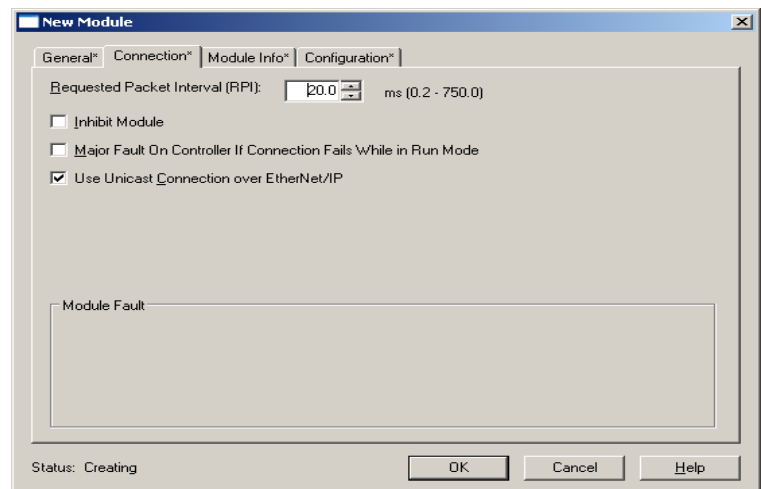 New Module
General* Connection* Module Info* Configuration*
Requested Packet Interval (RPI): 20.0 ms (0.2 - 750.0)
Inhibit Module
Major Fault On Controller If Connection Fails While in Run Mode
Use Unicast Connection over EtherNet/IP
Module Fault
Status: Creating OK Cancel Help